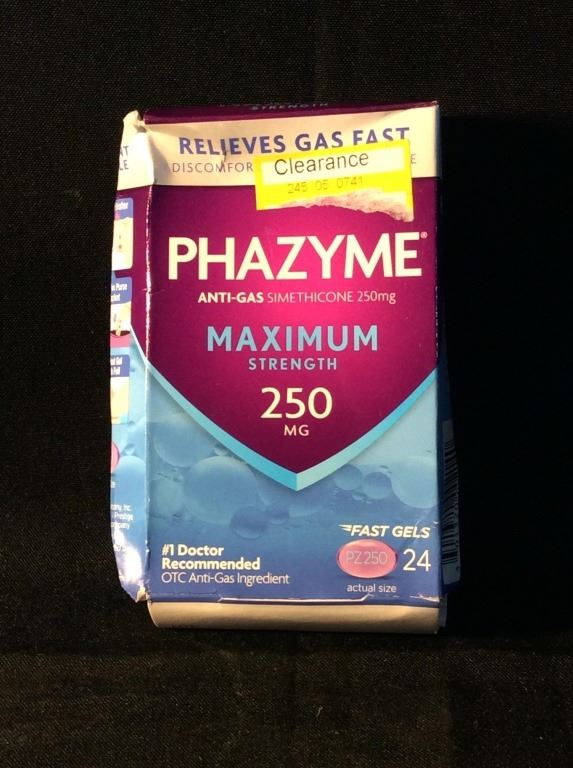 STRENGTH
RELIEVES GAS FAST
Clearance
245 05 0741
PHAZYME®
ANTI-GAS SIMETHICONE 250mg
MAXIMUM
STRENGTH
250
MG
FAST GELS
PZ250 24
actual size
#1 Doctor
Recommended
OTC Anti-Gas Ingredient